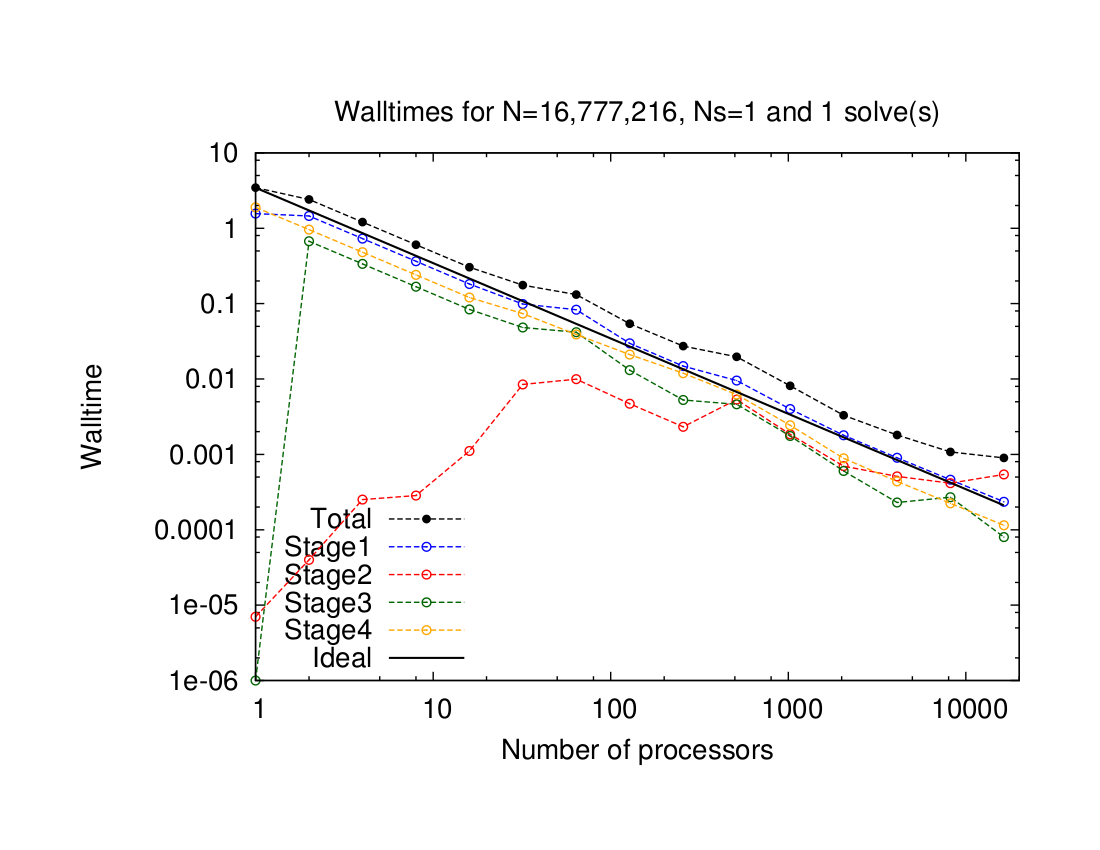 Walltimes for N=16,777,216, Ns=1 and 1 solve(s)
10
1
0.1
0.01
0.001
0.0001
1e-05
1e-06
Walltime
Total
Stage1
Stage2
Stage3
Stage4
Ideal
1 10 100 1000 10000
Number of processors